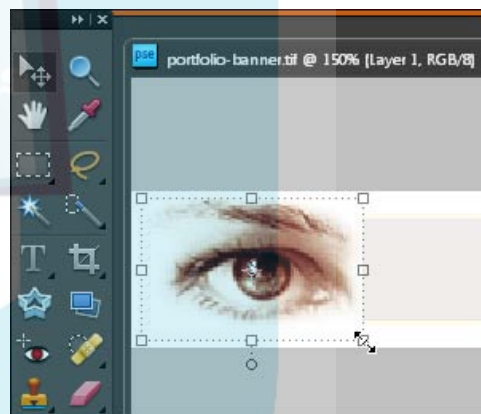 pse
portfolio-banner.tif @ 150% (Layer 1, RGB/8)
T